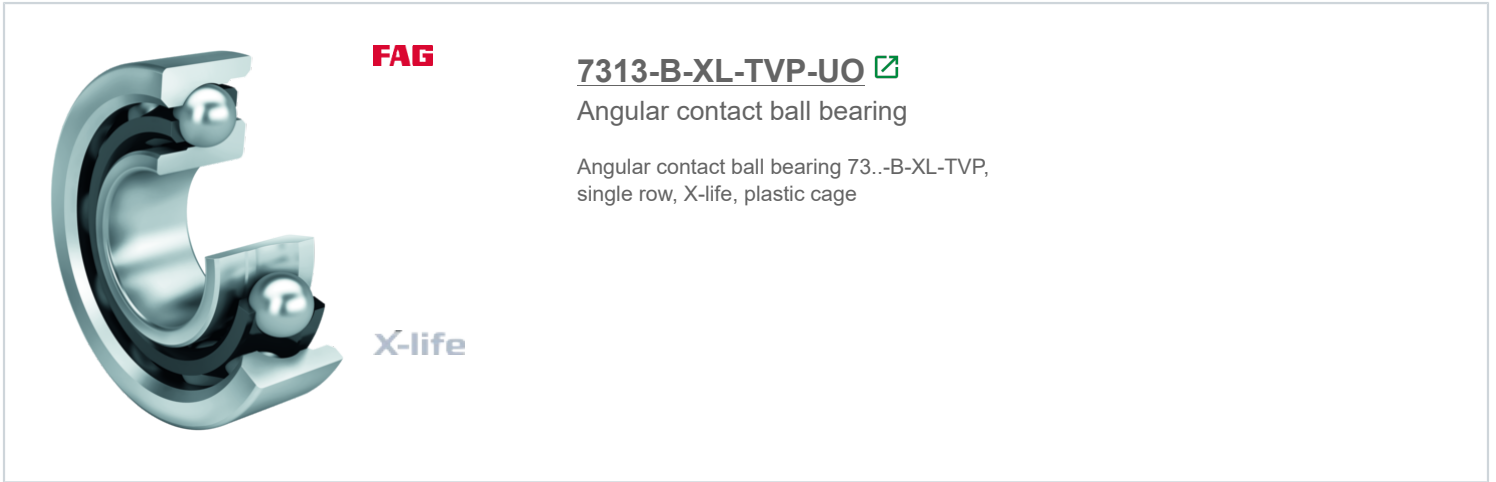 FAG
7313-B-XL-TVP-UO
Angular contact ball bearing
Angular contact ball bearing 73..-B-XL-TVP,
single row, X-life, plastic cage
X-life